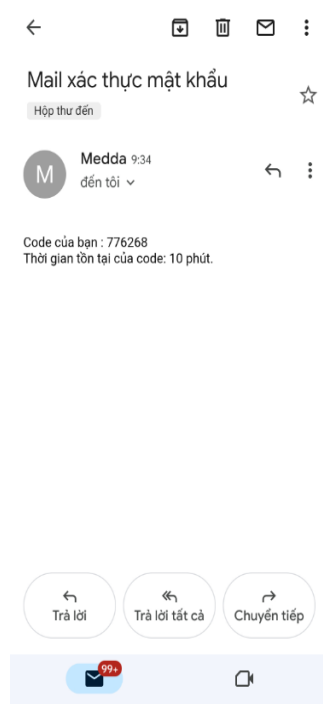 Mail xác thực mật khẩu
Hộp thư đến
M
Medda 9:34
đến tôi
Code của bạn : 776268
Thời gian tồn tại của code: 10 phút.
Trả lời
Trả lời tất cả
Chuyển tiếp
99+